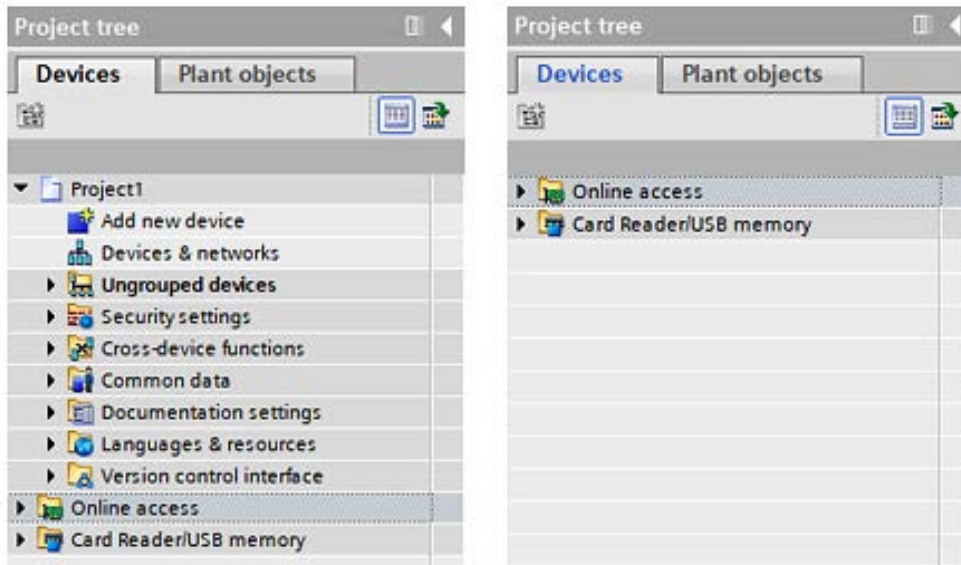 Project tree
Devices
Plant objects
Project1
Add new device
Devices & networks
Ungrouped devices
Security settings
Cross-device functions
Common data
Documentation settings
Languages & resources
Version control interface
Online access
Card Reader/USB memory
Project tree
Devices
Plant objects
Online access
Card Reader/USB memory